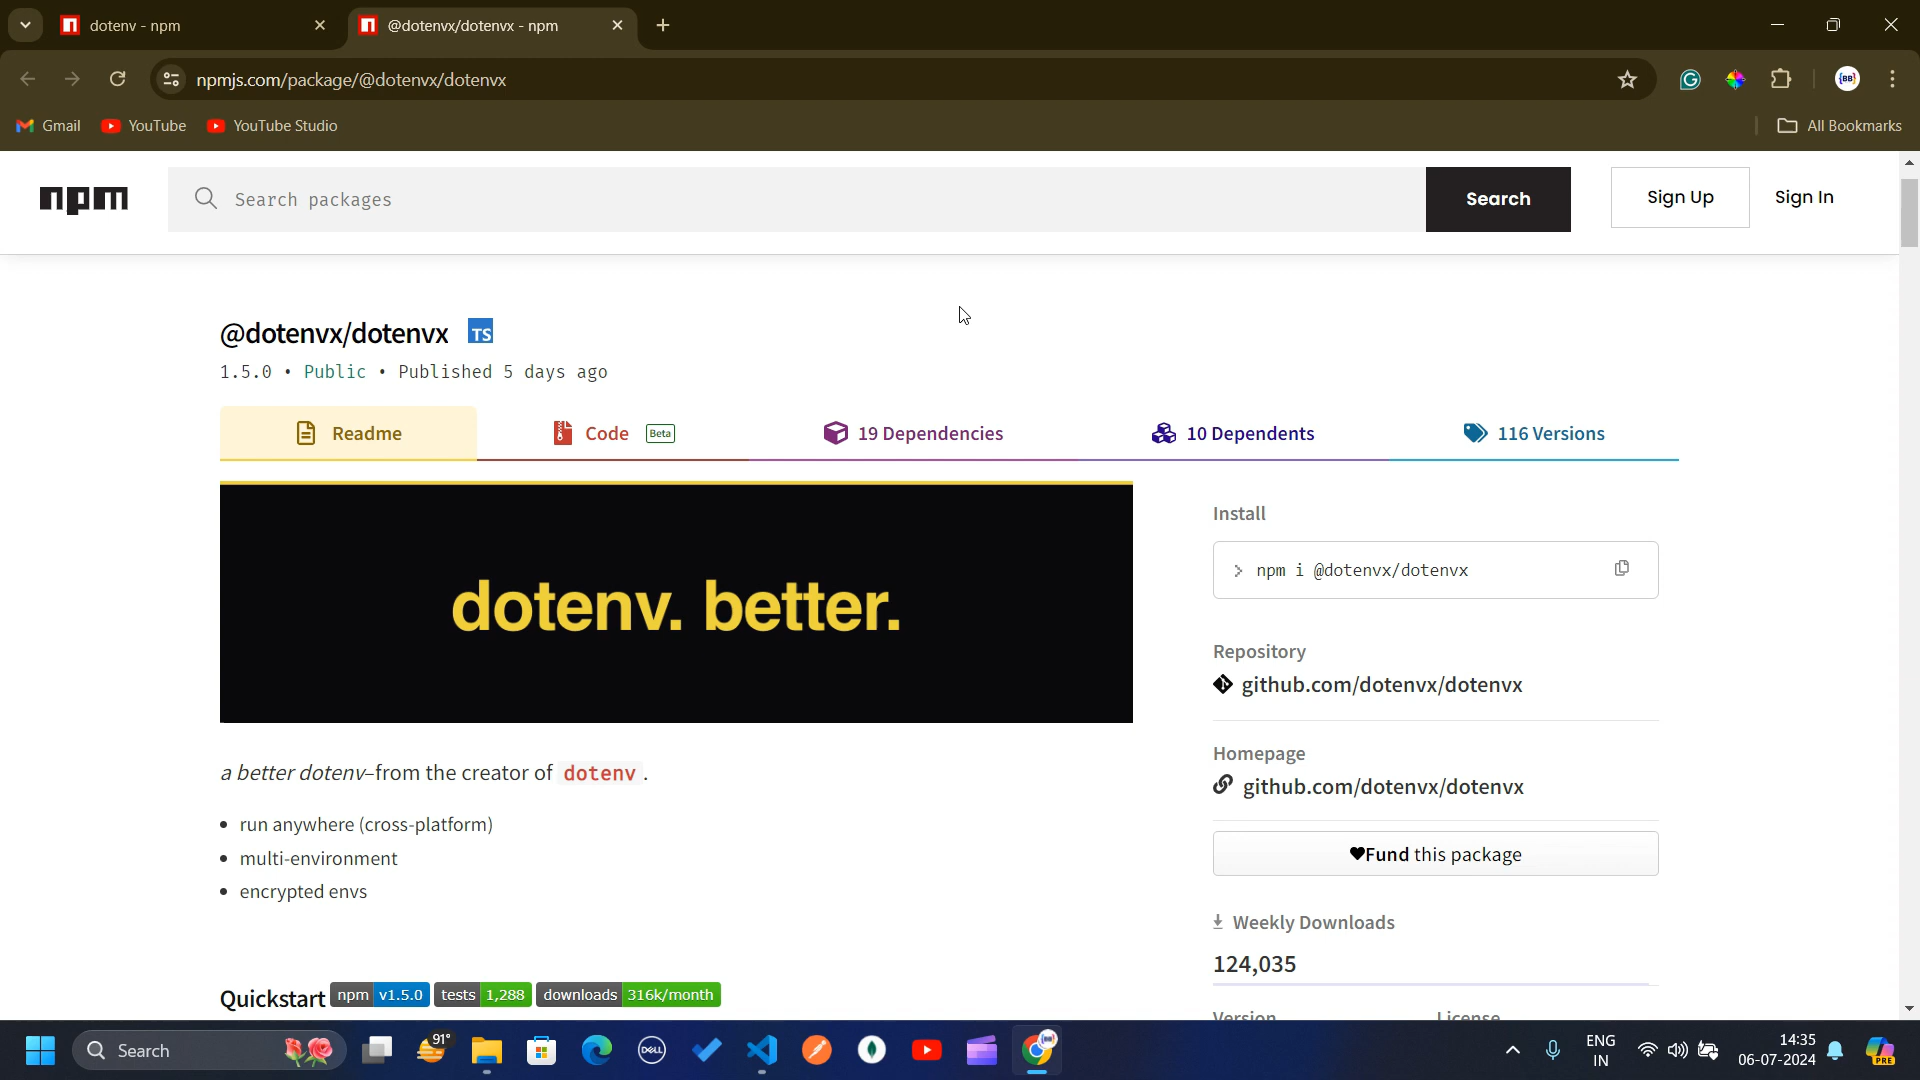 dotenv - npm
@dotenvx/dotenvx - npm
npmjs.com/package/@dotenvx/dotenvx
{BB}
Gmail
YouTube
YouTube Studio
All Bookmarks
npm
Search packages
Search
Sign Up
Sign In
@dotenvx/dotenvx TS
1.5.0 • Public • Published 5 days ago
Readme
Code Beta
19 Dependencies
10 Dependents
116 Versions
dotenv. better.
a better dotenv–from the creator of dotenv.
• run anywhere (cross-platform)
• multi-environment
• encrypted envs
Quickstart npm v1.5.0 tests 1,288 downloads 316k/month
Install
> npm i @dotenvx/dotenvx
Repository
github.com/dotenvx/dotenvx
Homepage
github.com/dotenvx/dotenvx
Fund this package
Weekly Downloads
124,035
Version License
Search
91°
DELL
ENG
IN
14:35
06-07-2024
PRE